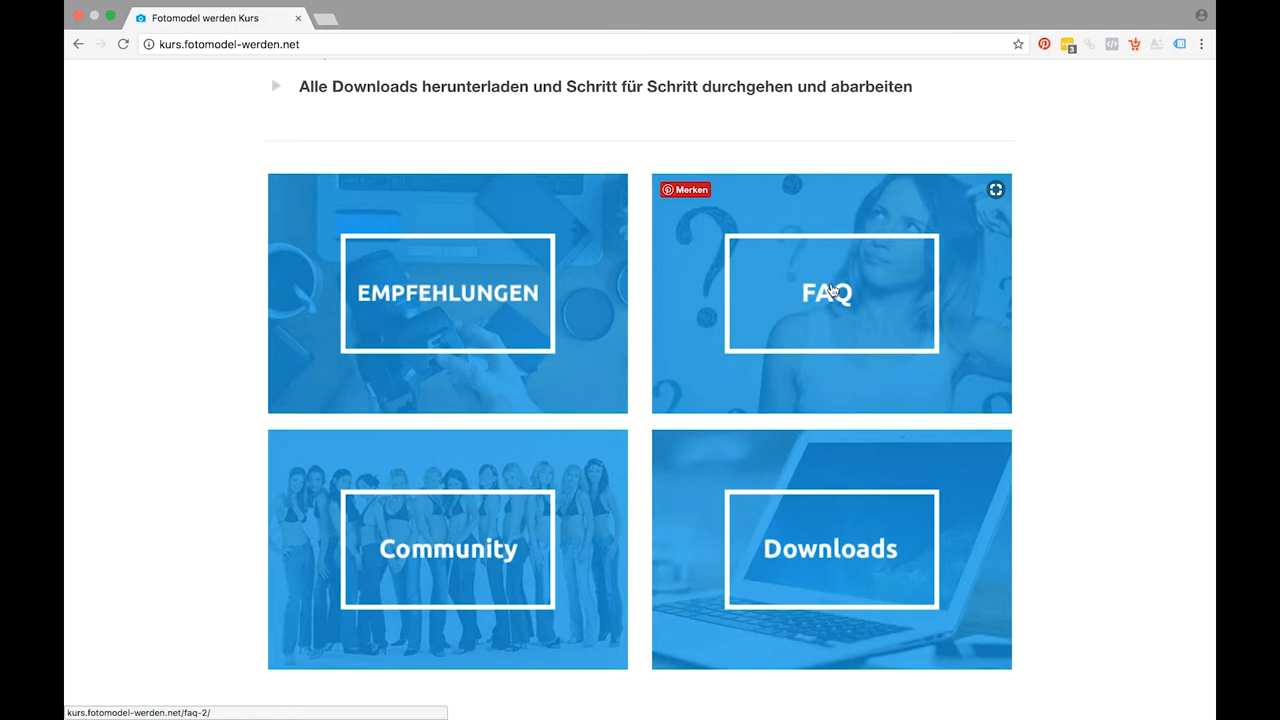 Fotomodel werden Kurs
kurs.fotomodel-werden.net
3
Alle Downloads herunterladen und Schritt für Schritt durchgehen und abarbeiten
EMPFEHLUNGEN
Merken
FAQ
Community
Downloads
kurs.fotomodel-werden.net/faq-2/